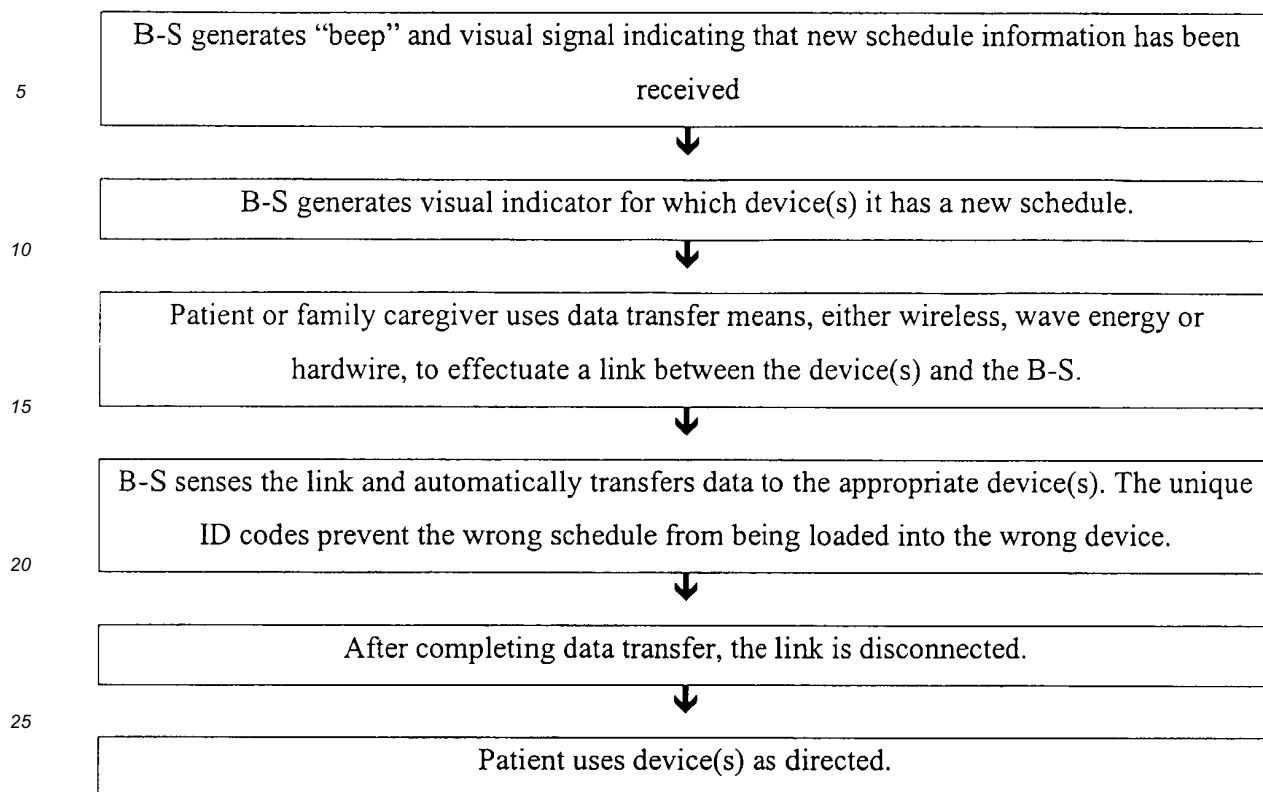 B-S generates “beep” and visual signal indicating that new schedule information has been
5
received
B-S generates visual indicator for which device(s) it has a new schedule.
10
Patient or family caregiver uses data transfer means, either wireless, wave energy or
hardwire, to effectuate a link between the device(s) and the B-S.
15
B-S senses the link and automatically transfers data to the appropriate device(s). The unique
ID codes prevent the wrong schedule from being loaded into the wrong device.
20
After completing data transfer, the link is disconnected.
25
Patient uses device(s) as directed.